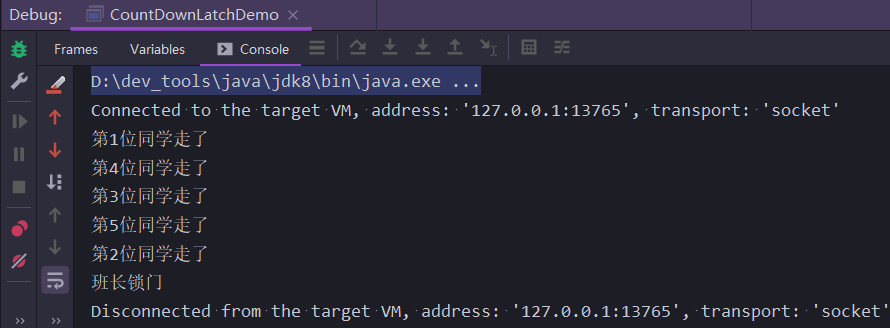 Debug: CountDownLatchDemo ×
Frames Variables Console
D:\dev_tools\java\jdk8\bin\java.exe ...
Connected to the target VM, address: '127.0.0.1:13765', transport: 'socket'
第1位同学走了
第4位同学走了
第3位同学走了
第5位同学走了
第2位同学走了
班长锁门
Disconnected from the target VM, address: '127.0.0.1:13765', transport: 'socket'